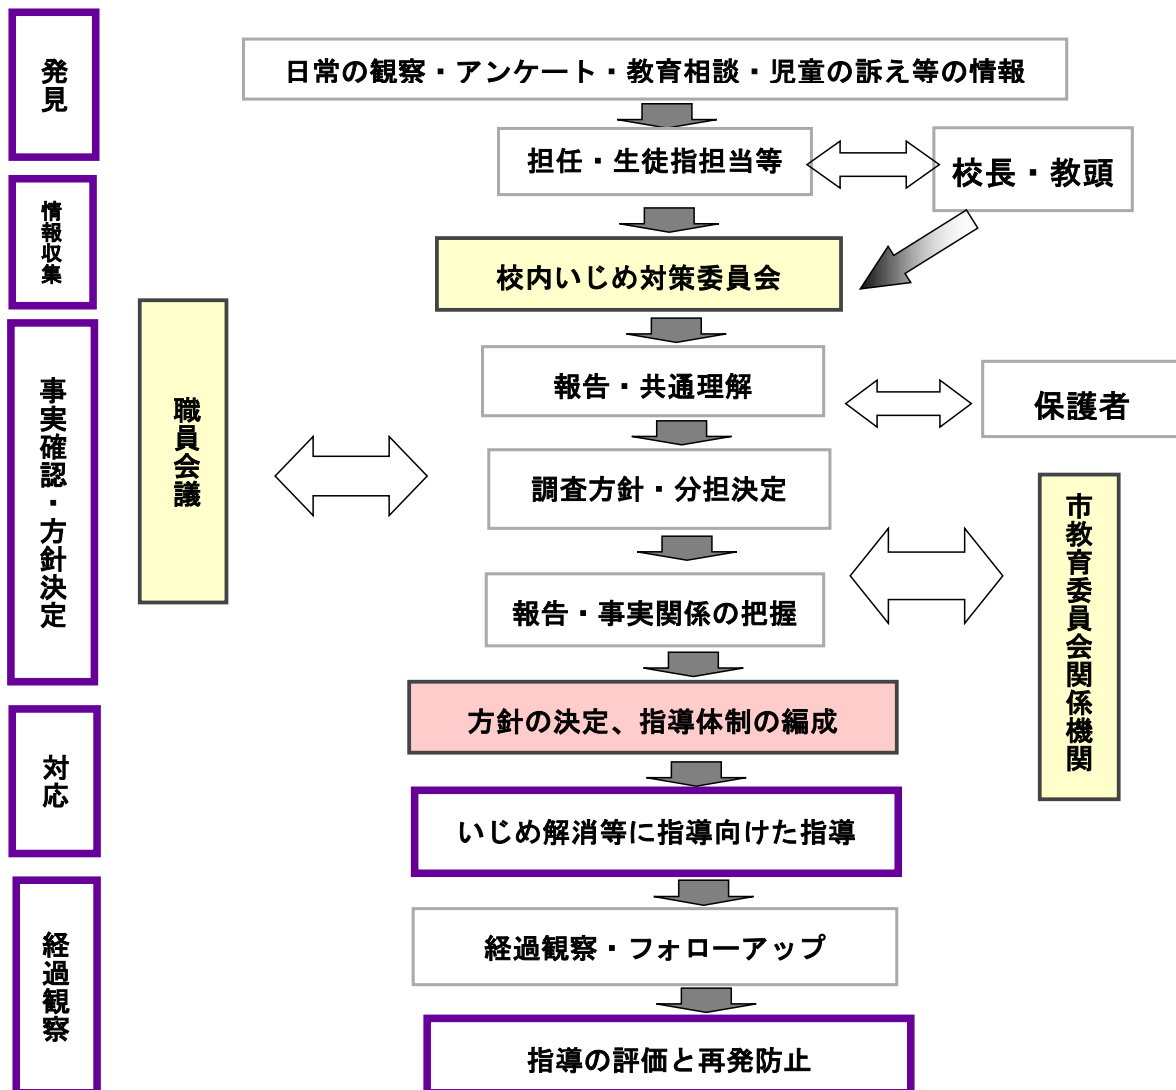 発見
日常の観察・アンケート・教育相談・児童の訴え等の情報
担任・生徒指担当等
校長・教頭
情報収集
校内いじめ対策委員会
事実確認・方針決定
職員会議
報告・共通理解
保護者
調査方針・分担決定
市教育委員会関係機関
報告・事実関係の把握
方針の決定、指導体制の編成
対応
いじめ解消等に指導向けた指導
経過観察
経過観察・フォローアップ
指導の評価と再発防止